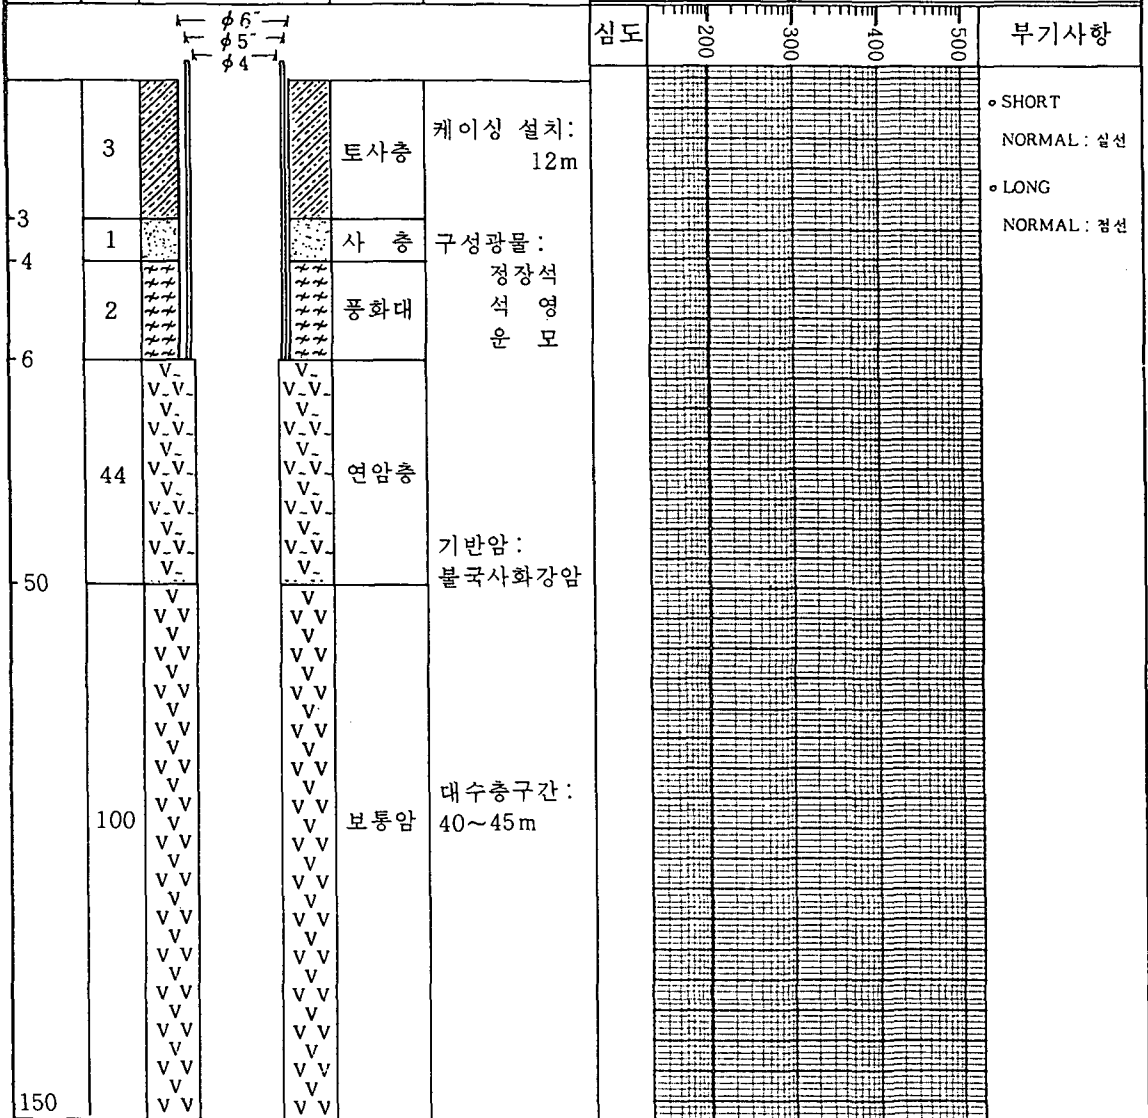 φ6″
φ5″
φ4
심도
200
300
400
500
부기사항
3
토사층
케이싱 설치:
12m
∘ SHORT
NORMAL : 실선
∘ LONG
NORMAL : 점선
3
1
사 층
구성광물 :
정장석
석 영
운 모
4
2
풍화대
6
44
연암층
기반암 :
불국사화강암
50
100
보통암
대수층구간 :
40~45m
150